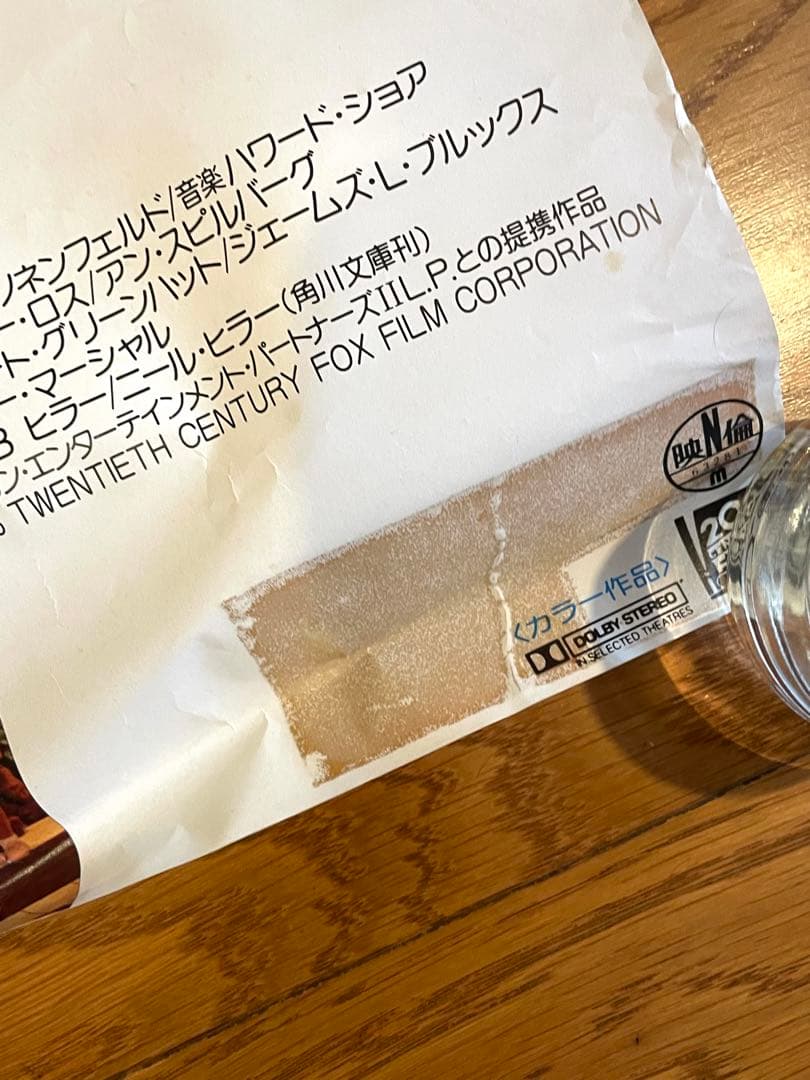 ソネンフェルド/音楽/ハワード・ショア
ー・ロス/アン・スピルバーグ
ト・グリーンハット/ジェームズ・L・ブルックス
ー・マーシャル
B ヒラー/ニール・ヒラー(角川文庫刊)
ン・エンターテインメント・パートナーズII L.P.との提携作品
TWENTIETH CENTURY FOX FILM CORPORATION
映N倫
m
20
〈カラー作品〉
DOLBY STEREO
IN SELECTED THEATRES